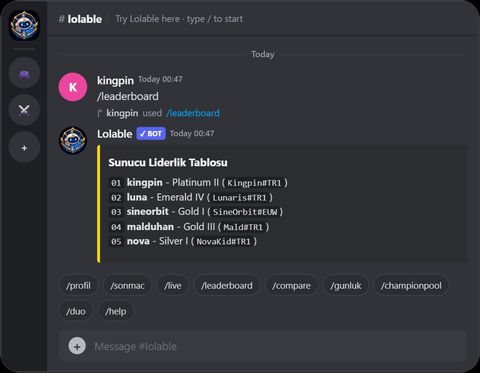 # lolable Try Lolable here · type / to start
Today
K
kingpin Today 00:47
/leaderboard
kingpin used /leaderboard
Lolable ✓ BOT Today 00:47
Sunucu Liderlik Tablosu
01 kingpin - Platinum II ( Kingpin#TR1 )
02 luna - Emerald IV ( Lunaris#TR1 )
03 sineorbit - Gold I ( SineOrbit#EUW )
04 malduhan - Gold III ( Mald#TR1 )
05 nova - Silver I ( NovaKid#TR1 )
/profil /sonmac /live /leaderboard /compare /gunluk /championpool
/duo /help
+ Message #lolable